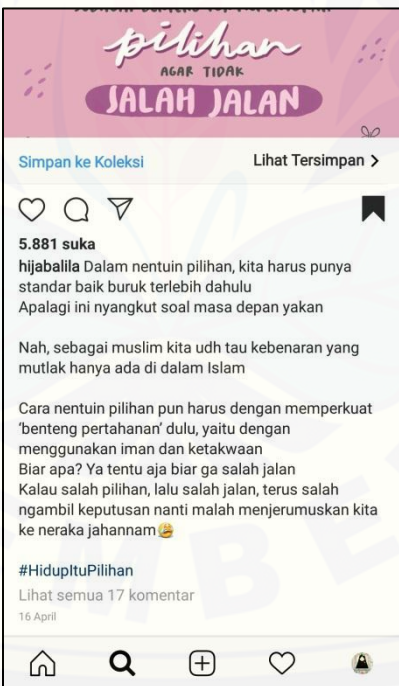 pilihan
AGAR TIDAK
SALAH JALAN
Simpan ke Koleksi
Lihat Tersimpan >
5.881 suka
hijabalila Dalam nentuin pilihan, kita harus punya
standar baik buruk terlebih dahulu
Apalagi ini nyangkut soal masa depan yakan
Nah, sebagai muslim kita udh tau kebenaran yang
mutlak hanya ada di dalam Islam
Cara nentuin pilihan pun harus dengan memperkuat
‘benteng pertahanan’ dulu, yaitu dengan
menggunakan iman dan ketakwaan
Biar apa? Ya tentu aja biar ga salah jalan
Kalau salah pilihan, lalu salah jalan, terus salah
ngambil keputusan nanti malah menjerumuskan kita
ke neraka jahannam😪
#HidupItuPilihan
Lihat semua 17 komentar
16 April